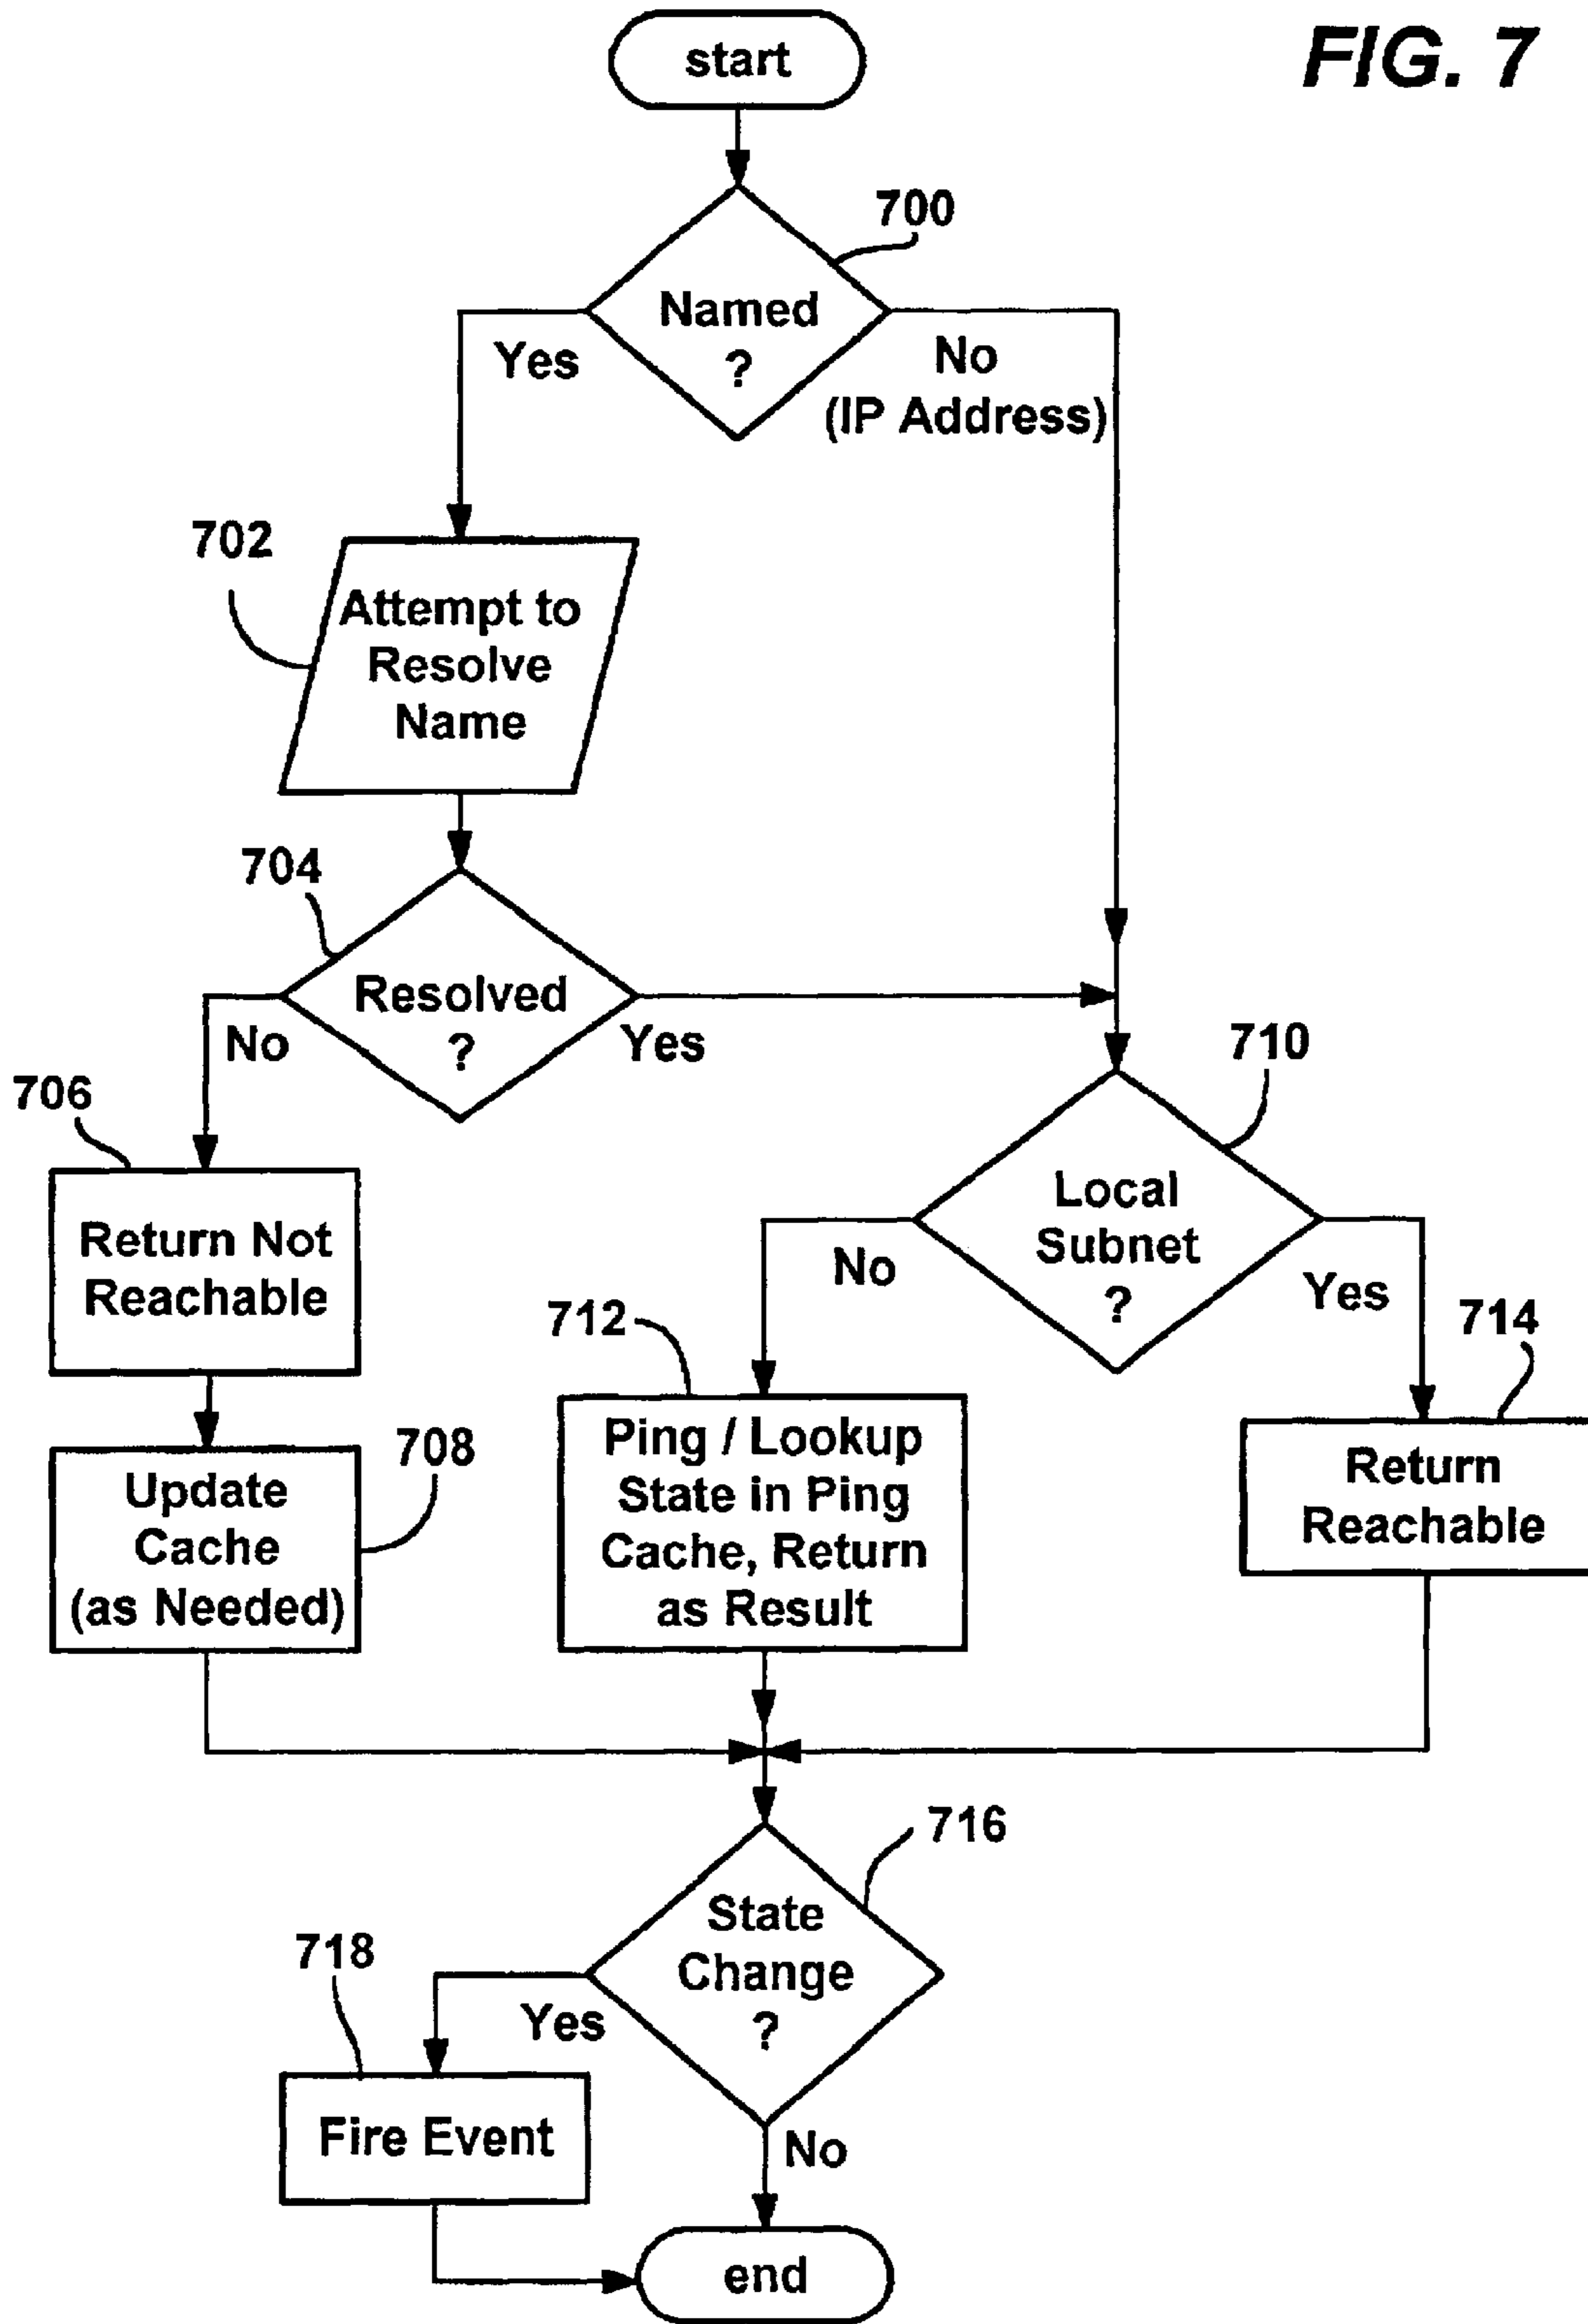 FIG. 7
start
700
Named
?
Yes
No
(IP Address)
702
Attempt to
Resolve
Name
704
Resolved
?
No
Yes
706
Return Not
Reachable
708
Update
Cache
(as Needed)
710
Local
Subnet
?
No
Yes
712
Ping / Lookup
State in Ping
Cache, Return
as Result
714
Return
Reachable
716
State
Change
?
Yes
No
718
Fire Event
end